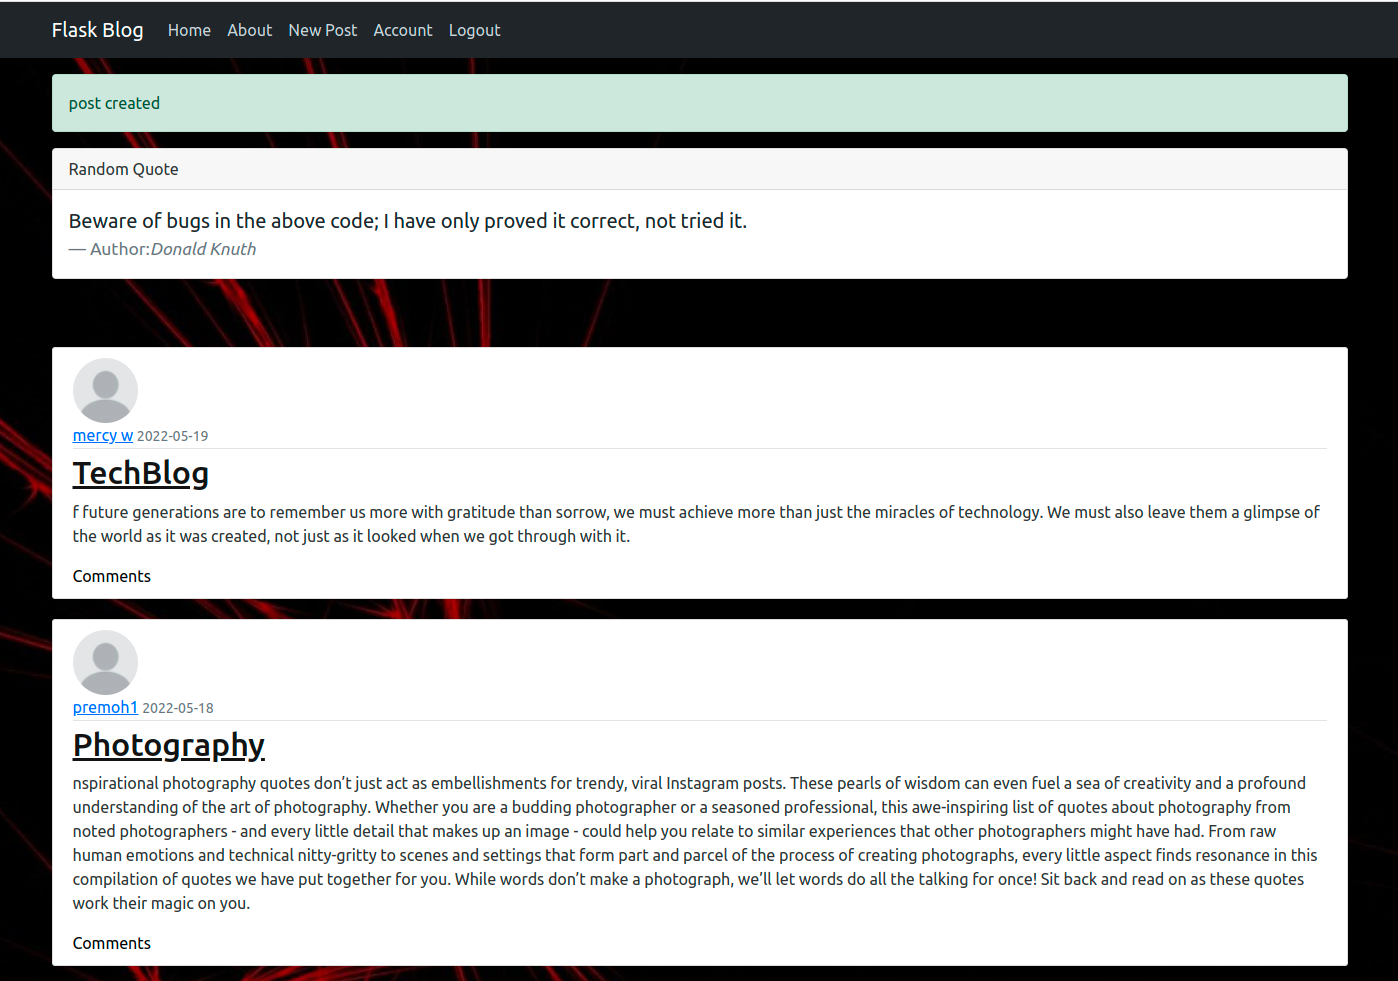 Flask Blog Home About New Post Account Logout
post created
Random Quote
Beware of bugs in the above code; I have only proved it correct, not tried it.
— Author:Donald Knuth
mercy w 2022-05-19
TechBlog
f future generations are to remember us more with gratitude than sorrow, we must achieve more than just the miracles of technology. We must also leave them a glimpse of
the world as it was created, not just as it looked when we got through with it.
Comments
premoh1 2022-05-18
Photography
nspirational photography quotes don’t just act as embellishments for trendy, viral Instagram posts. These pearls of wisdom can even fuel a sea of creativity and a profound
understanding of the art of photography. Whether you are a budding photographer or a seasoned professional, this awe-inspiring list of quotes about photography from
noted photographers - and every little detail that makes up an image - could help you relate to similar experiences that other photographers might have had. From raw
human emotions and technical nitty-gritty to scenes and settings that form part and parcel of the process of creating photographs, every little aspect finds resonance in this
compilation of quotes we have put together for you. While words don’t make a photograph, we’ll let words do all the talking for once! Sit back and read on as these quotes
work their magic on you.
Comments